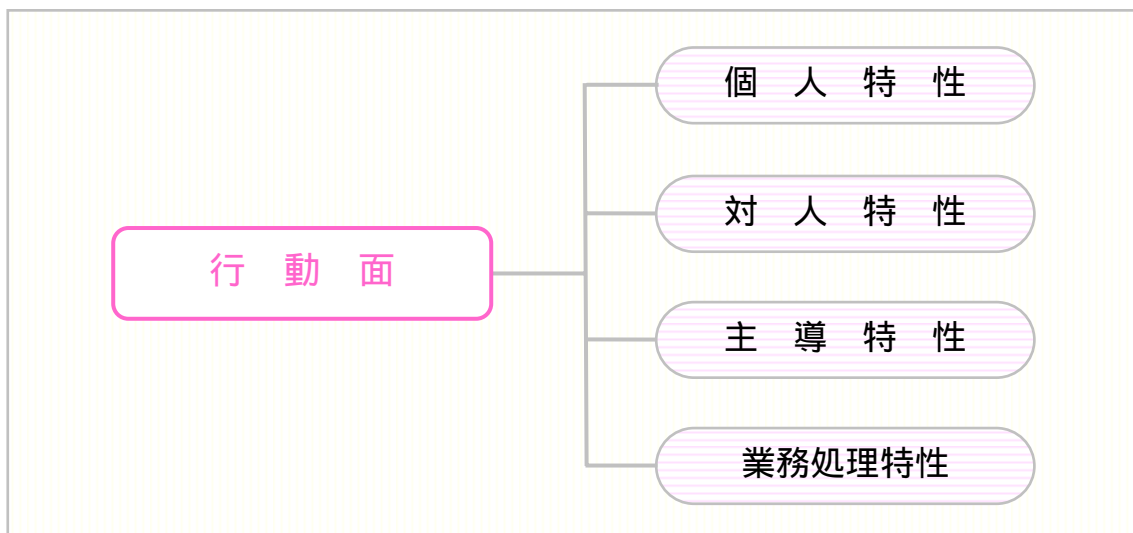 個　人　特　性
対　人　特　性
行　動　面
主　導　特　性
業務処理特性